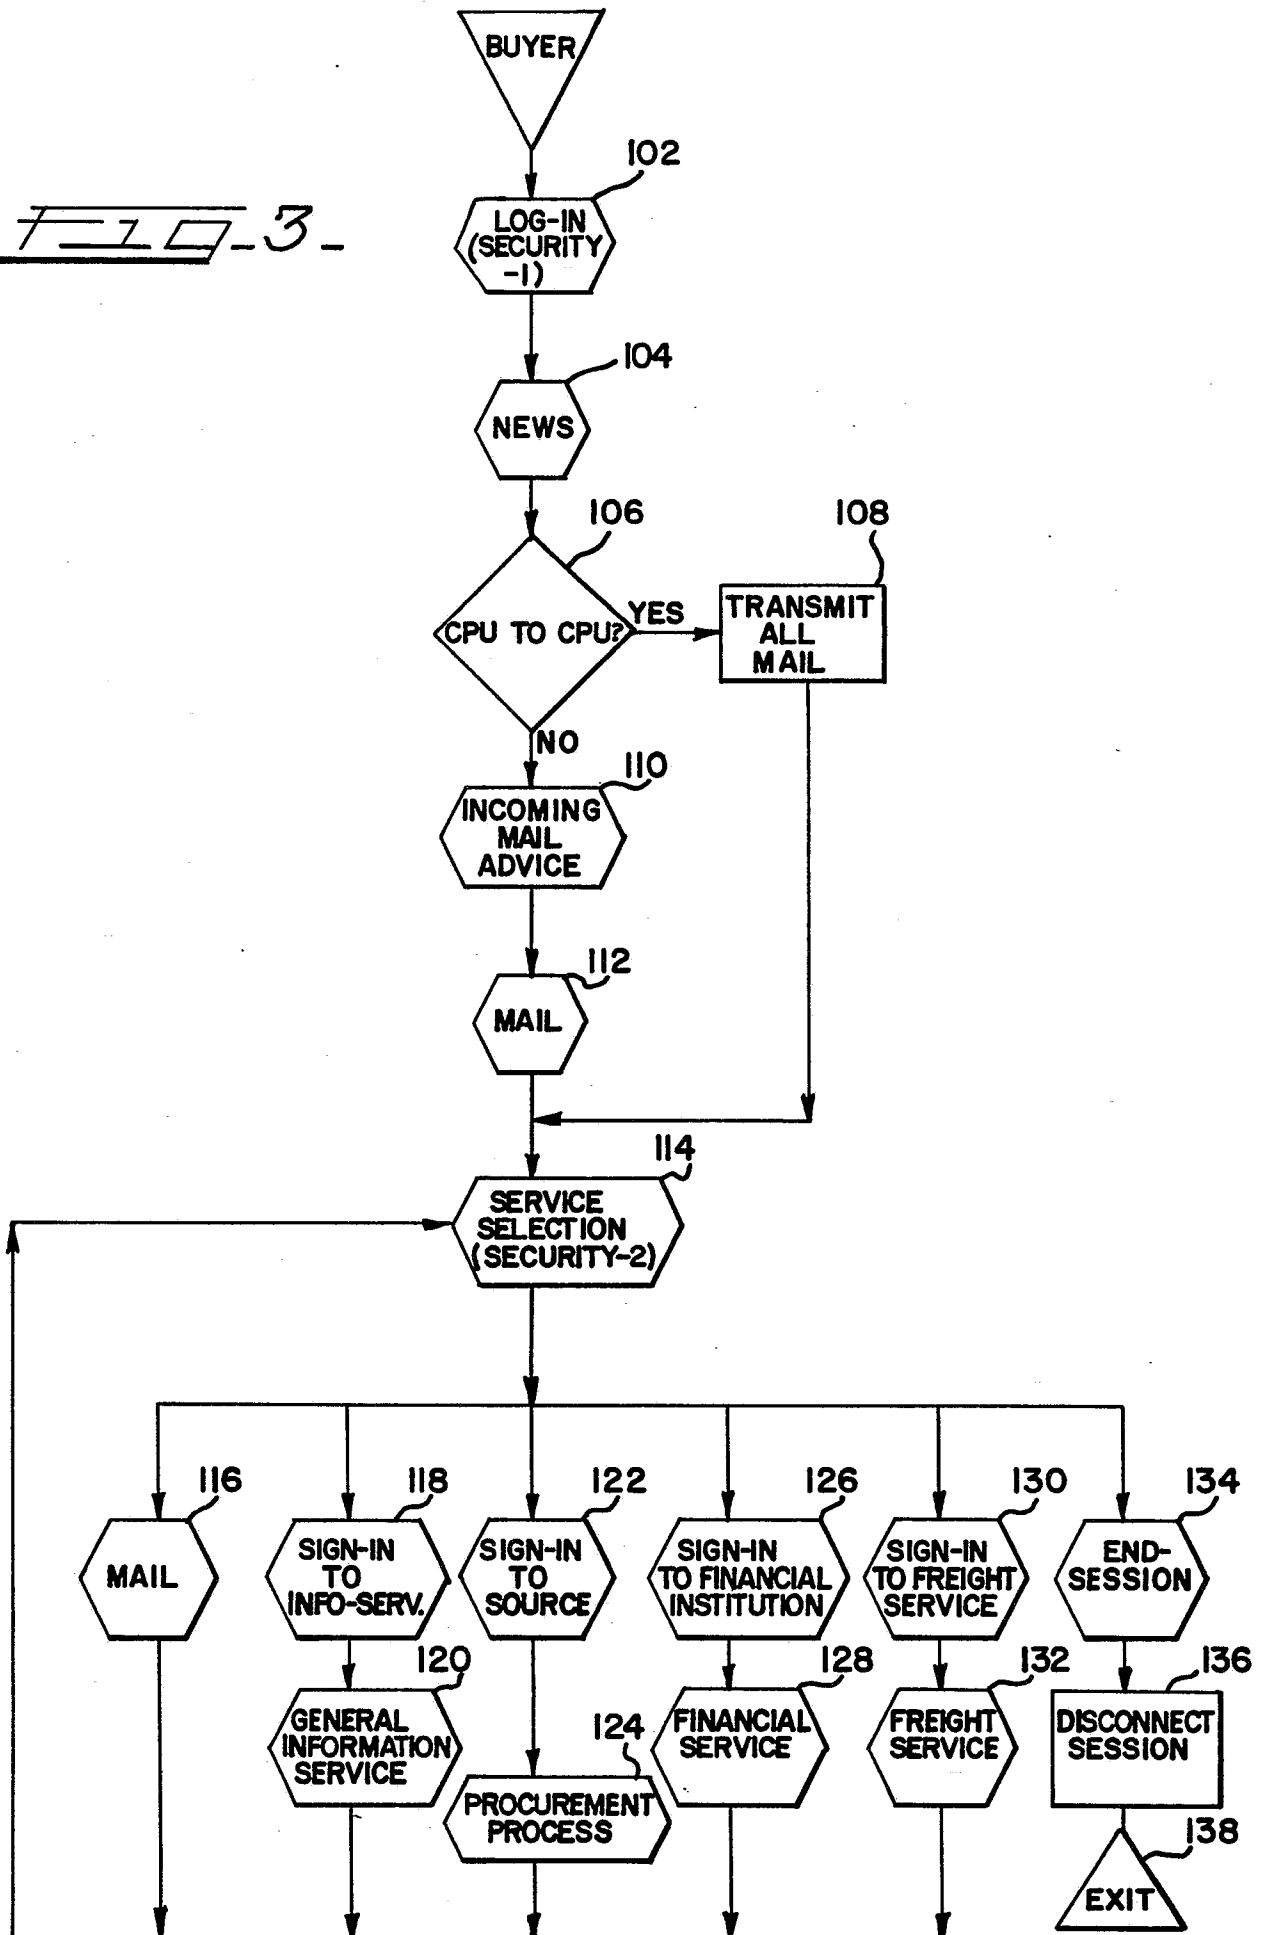 BUYER
102
FIG-3-
LOG-IN
(SECURITY
-1)
104
NEWS
106
108
CPU TO CPU?
YES
TRANSMIT
ALL
MAIL
NO
110
INCOMING
MAIL
ADVICE
112
MAIL
114
SERVICE
SELECTION
(SECURITY-2)
116
118
122
126
130
134
MAIL
SIGN-IN
TO
INFO-SERV.
SIGN-IN
TO
SOURCE
SIGN-IN
TO FINANCIAL
INSTITUTION
SIGN-IN
TO FREIGHT
SERVICE
END-
SESSION
120
124
128
132
136
GENERAL
INFORMATION
SERVICE
PROCUREMENT
PROCESS
FINANCIAL
SERVICE
FREIGHT
SERVICE
DISCONNECT
SESSION
138
EXIT